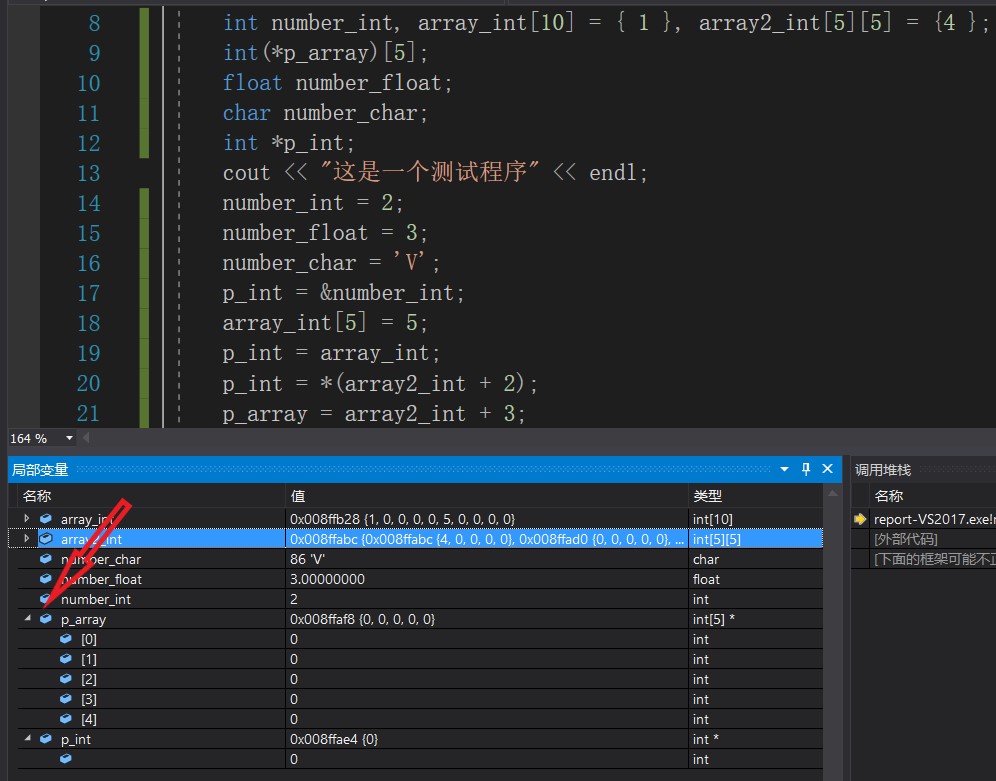 8 int number_int, array_int[10] = { 1 }, array2_int[5][5] = {4 };
9 int(*p_array)[5];
10 float number_float;
11 char number_char;
12 int *p_int;
13 cout << "这是一个测试程序" << endl;
14 number_int = 2;
15 number_float = 3;
16 number_char = 'V';
17 p_int = &number_int;
18 array_int[5] = 5;
19 p_int = array_int;
20 p_int = *(array2_int + 2);
21 p_array = array2_int + 3;
164 %
局部变量
名称 值 类型
array_int 0x008ffb28 {1, 0, 0, 0, 0, 5, 0, 0, 0, 0} int[10]
array2_int 0x008ffabc {0x008ffabc {4, 0, 0, 0, 0}, 0x008ffad0 {0, 0, 0, 0, 0}, ... int[5][5]
number_char 86 'V' char
number_float 3.00000000 float
number_int 2 int
p_array 0x008ffaf8 {0, 0, 0, 0, 0} int[5] *
[0] 0 int
[1] 0 int
[2] 0 int
[3] 0 int
[4] 0 int
p_int 0x008ffae4 {0} int *
0 int
调用堆栈
名称
report-VS2017.exe!
[外部代码]
[下面的框架可能不正